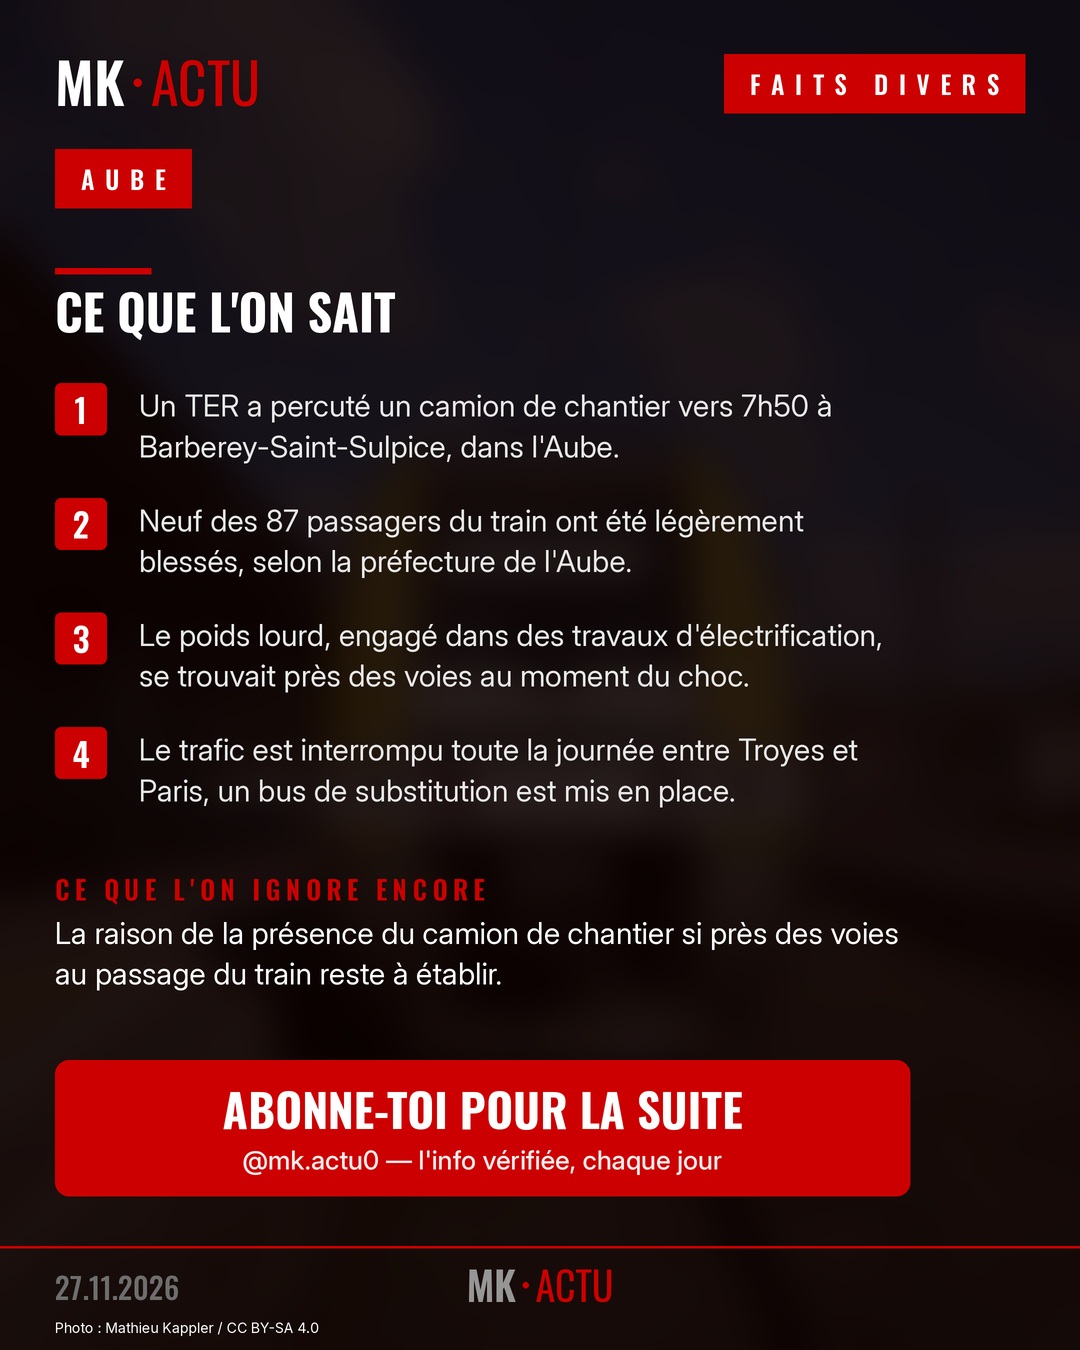 MK·ACTU
FAITS DIVERS
AUBE
CE QUE L'ON SAIT
1
Un TER a percuté un camion de chantier vers 7h50 à
Barberey-Saint-Sulpice, dans l'Aube.
2
Neuf des 87 passagers du train ont été légèrement
blessés, selon la préfecture de l'Aube.
3
Le poids lourd, engagé dans des travaux d'électrification,
se trouvait près des voies au moment du choc.
4
Le trafic est interrompu toute la journée entre Troyes et
Paris, un bus de substitution est mis en place.
CE QUE L'ON IGNORE ENCORE
La raison de la présence du camion de chantier si près des voies
au passage du train reste à établir.
ABONNE-TOI POUR LA SUITE
@mk.actu0 — l'info vérifiée, chaque jour
27.11.2026
MK·ACTU
Photo : Mathieu Kappler / CC BY-SA 4.0